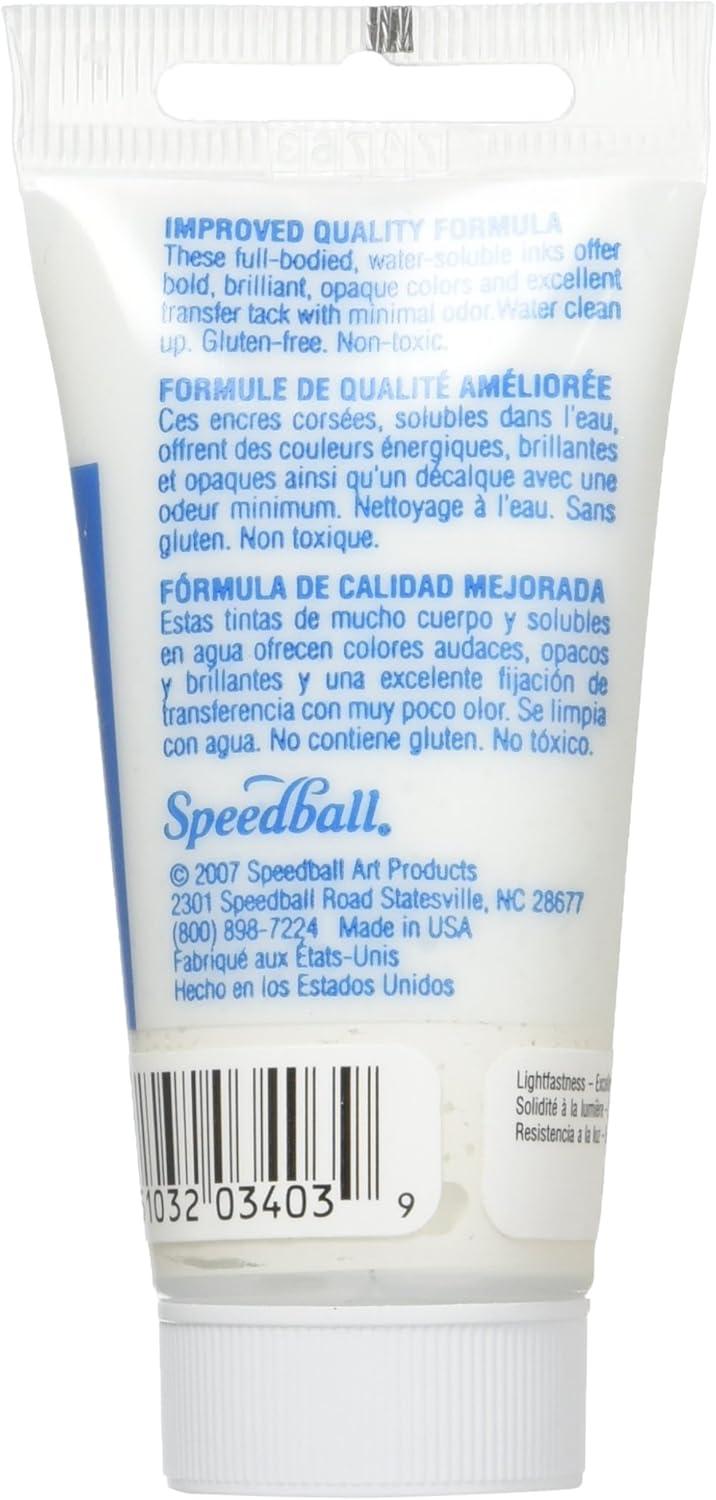 IMPROVED QUALITY FORMULA
These full-bodied, water-soluble inks offer
bold, brilliant, opaque colors and excellent
transfer tack with minimal odor. Water clean
up. Gluten-free. Non-toxic.
FORMULE DE QUALITÉ AMÉLIORÉE
Ces encres corsées, solubles dans l'eau,
offrent des couleurs énergiques, brillantes
et opaques ainsi qu'un décalque avec une
odeur minimum. Nettoyage à l'eau. Sans
gluten. Non toxique.
FÓRMULA DE CALIDAD MEJORADA
Estas tintas de mucho cuerpo y solubles
en agua ofrecen colores audaces, opacos
y brillantes y una excelente fijación de
transferencia con muy poco olor. Se limpia
con agua. No contiene gluten. No tóxico.
Speedball®
© 2007 Speedball Art Products
2301 Speedball Road Statesville, NC 28677
(800) 898-7224 Made in USA
Fabriqué aux États-Unis
Hecho en los Estados Unidos
Lightfastness -
Solidité à la lumière -
Resistencia a la luz -
1032 03403 9